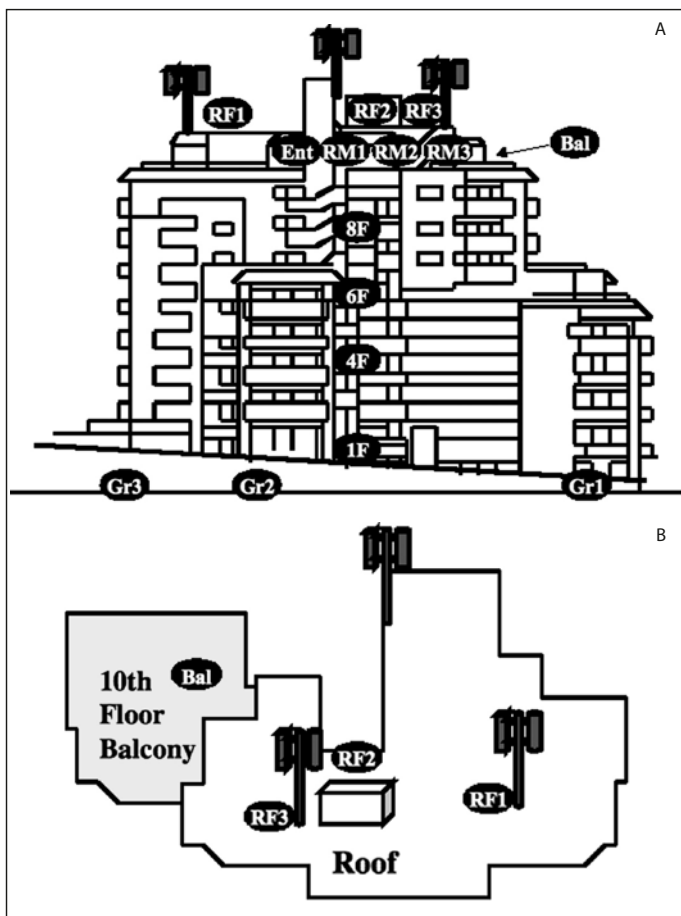 A
RF1
RF2
RF3
Ent
RM1
RM2
RM3
Bal
8F
6F
4F
1F
Gr3
Gr2
Gr1
B
Bal
10th
Floor
Balcony
RF2
RF1
RF3
Roof